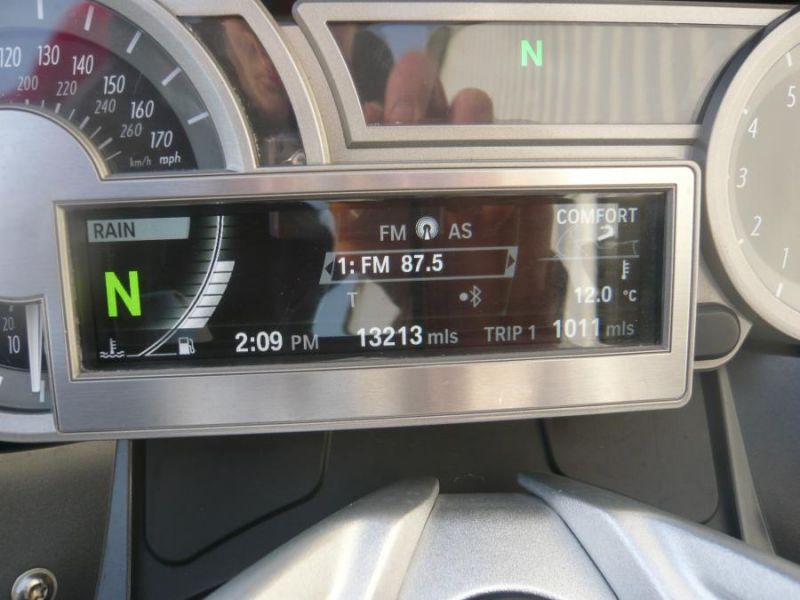 120 130 140 150 160 170
200 220 240 260
km/h mph
N
5
4
3
2
1
RAIN
FM AS
COMFORT
1: FM 87.5
N
T
12.0 °C
2:09 PM 13213 mls TRIP 1 1011 mls
20
10